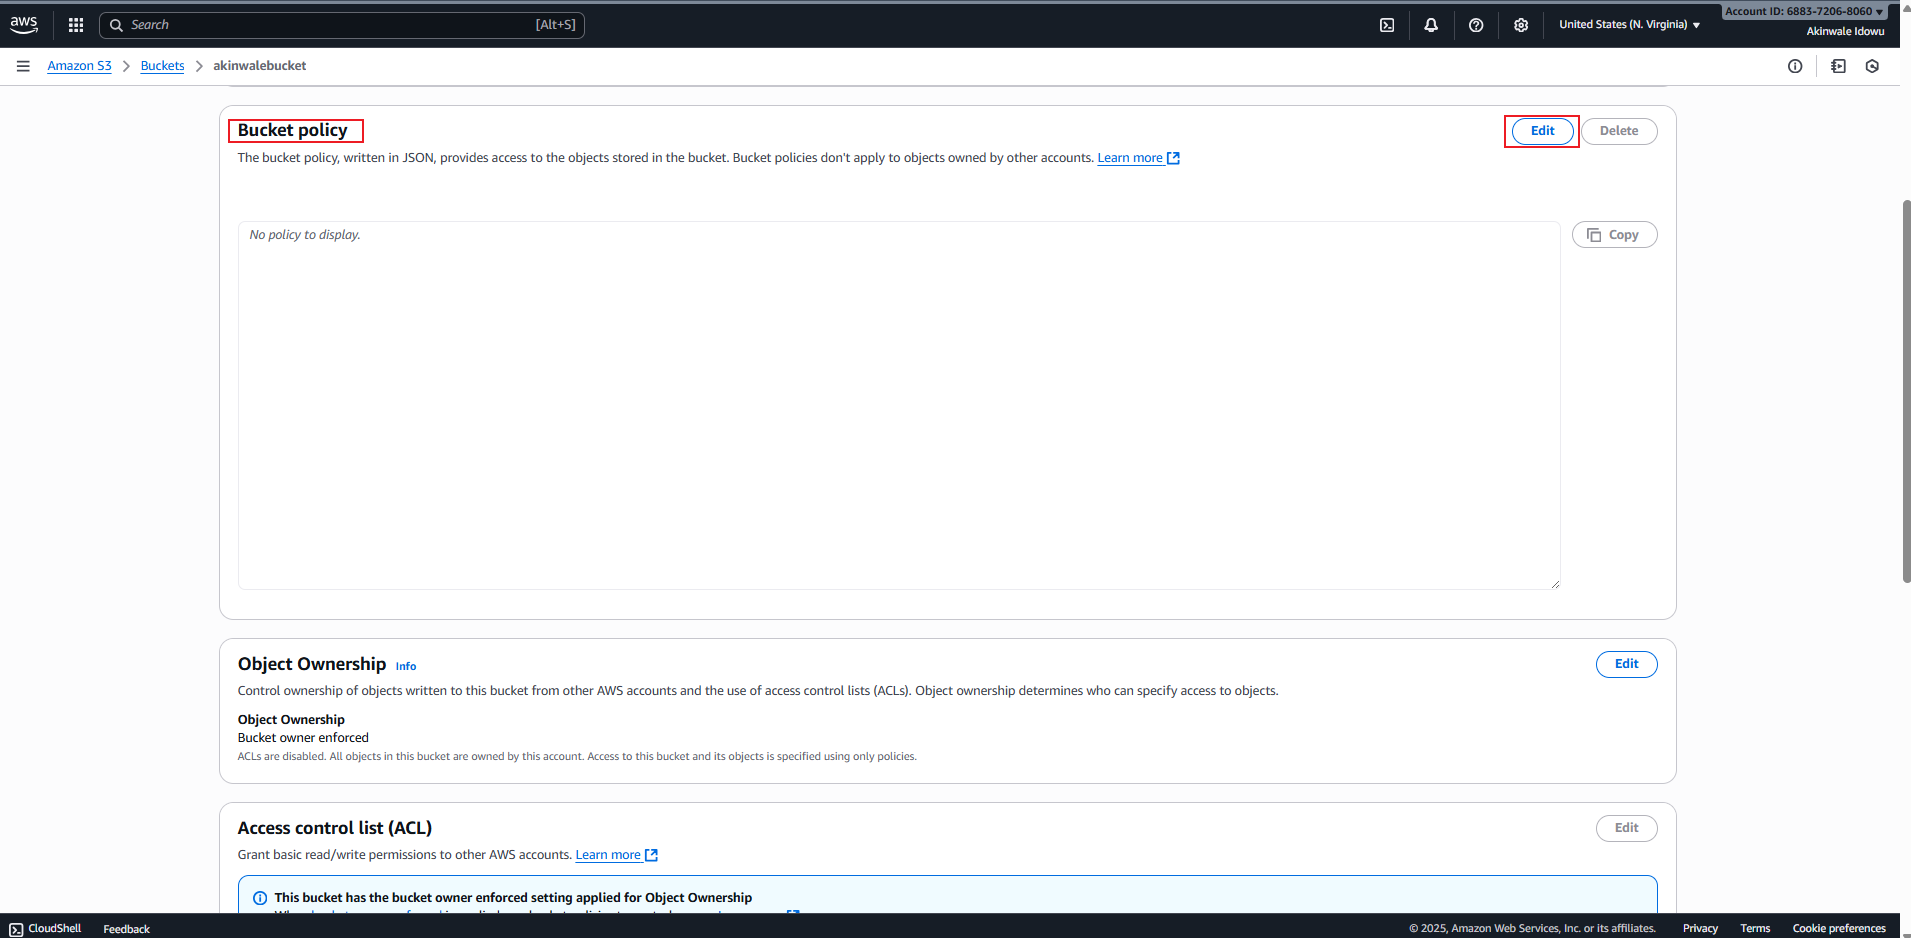 aws
Search [Alt+S]
United States (N. Virginia)
Account ID: 6883-7206-8060
Akinwale Idowu
Amazon S3 > Buckets > akinwalebucket
Bucket policy
Edit
Delete
The bucket policy, written in JSON, provides access to the objects stored in the bucket. Bucket policies don't apply to objects owned by other accounts. Learn more
No policy to display.
Copy
Object Ownership Info
Edit
Control ownership of objects written to this bucket from other AWS accounts and the use of access control lists (ACLs). Object ownership determines who can specify access to objects.
Object Ownership
Bucket owner enforced
ACLs are disabled. All objects in this bucket are owned by this account. Access to this bucket and its objects is specified using only policies.
Access control list (ACL)
Edit
Grant basic read/write permissions to other AWS accounts. Learn more
This bucket has the bucket owner enforced setting applied for Object Ownership
CloudShell
Feedback
© 2025, Amazon Web Services, Inc. or its affiliates.
Privacy
Terms
Cookie preferences